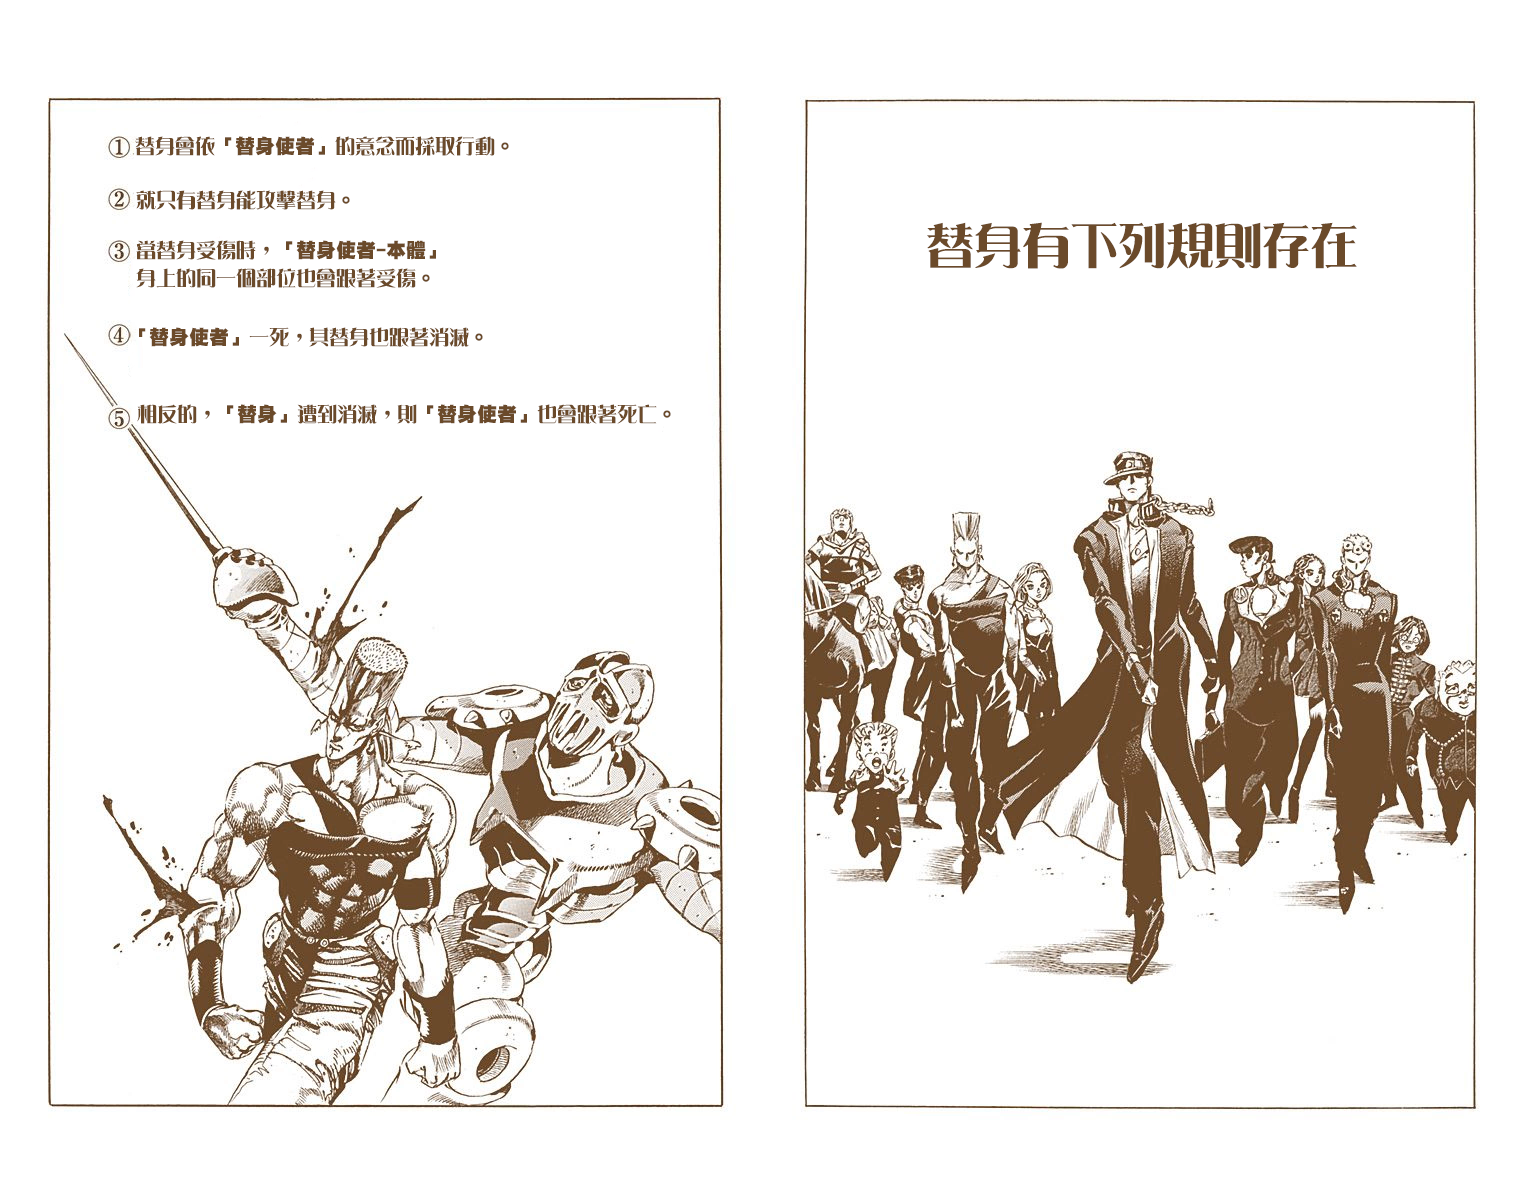 替身有下列規則存在
①替身會依「替身使者」的意念而採取行動。
②就只有替身能攻擊替身。
③當替身受傷時，「替身使者-本體」
身上的同一個部位也會跟著受傷。
④「替身使者」一死，其替身也跟著消滅。
⑤相反的，「替身」遭到消滅，則「替身使者」也會跟著死亡。